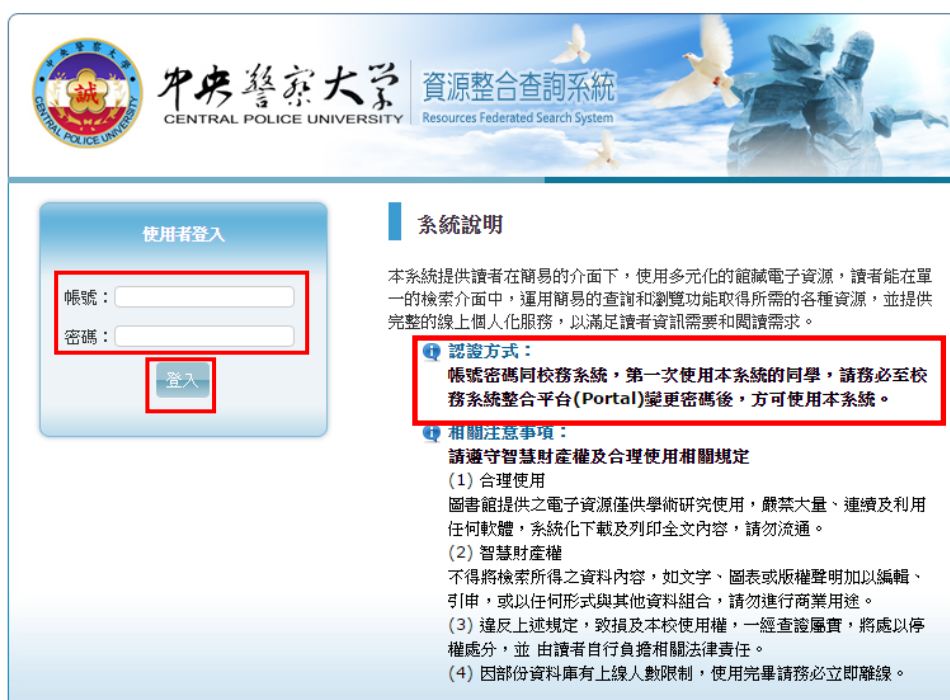 中央警察大學
CENTRAL POLICE UNIVERSITY
誠
中央警察大学
CENTRAL POLICE UNIVERSITY
資源整合查詢系統
Resources Federated Search System
使用者登入
帳號：
密碼：
登入
系統說明
本系統提供讀者在簡易的介面下，使用多元化的館藏電子資源，讀者能在單
一的檢索介面中，運用簡易的查詢和瀏覽功能取得所需的各種資源，並提供
完整的線上個人化服務，以滿足讀者資訊需要和閱讀需求。
認證方式：
帳號密碼同校務系統，第一次使用本系統的同學，請務必至校
務系統整合平台(Portal)變更密碼後，方可使用本系統。
相關注意事項：
請遵守智慧財產權及合理使用相關規定
(1) 合理使用
圖書館提供之電子資源僅供學術研究使用，嚴禁大量、連續及利用
任何軟體，系統化下載及列印全文內容，請勿流通。
(2) 智慧財產權
不得將檢索所得之資料內容，如文字、圖表或版權聲明加以編輯、
引申，或以任何形式與其他資料組合，請勿進行商業用途。
(3) 違反上述規定，致損及本校使用權，一經查證屬實，將處以停
權處分，並 由讀者自行負擔相關法律責任。
(4) 因部份資料庫有上線人數限制，使用完畢請務必立即離線。